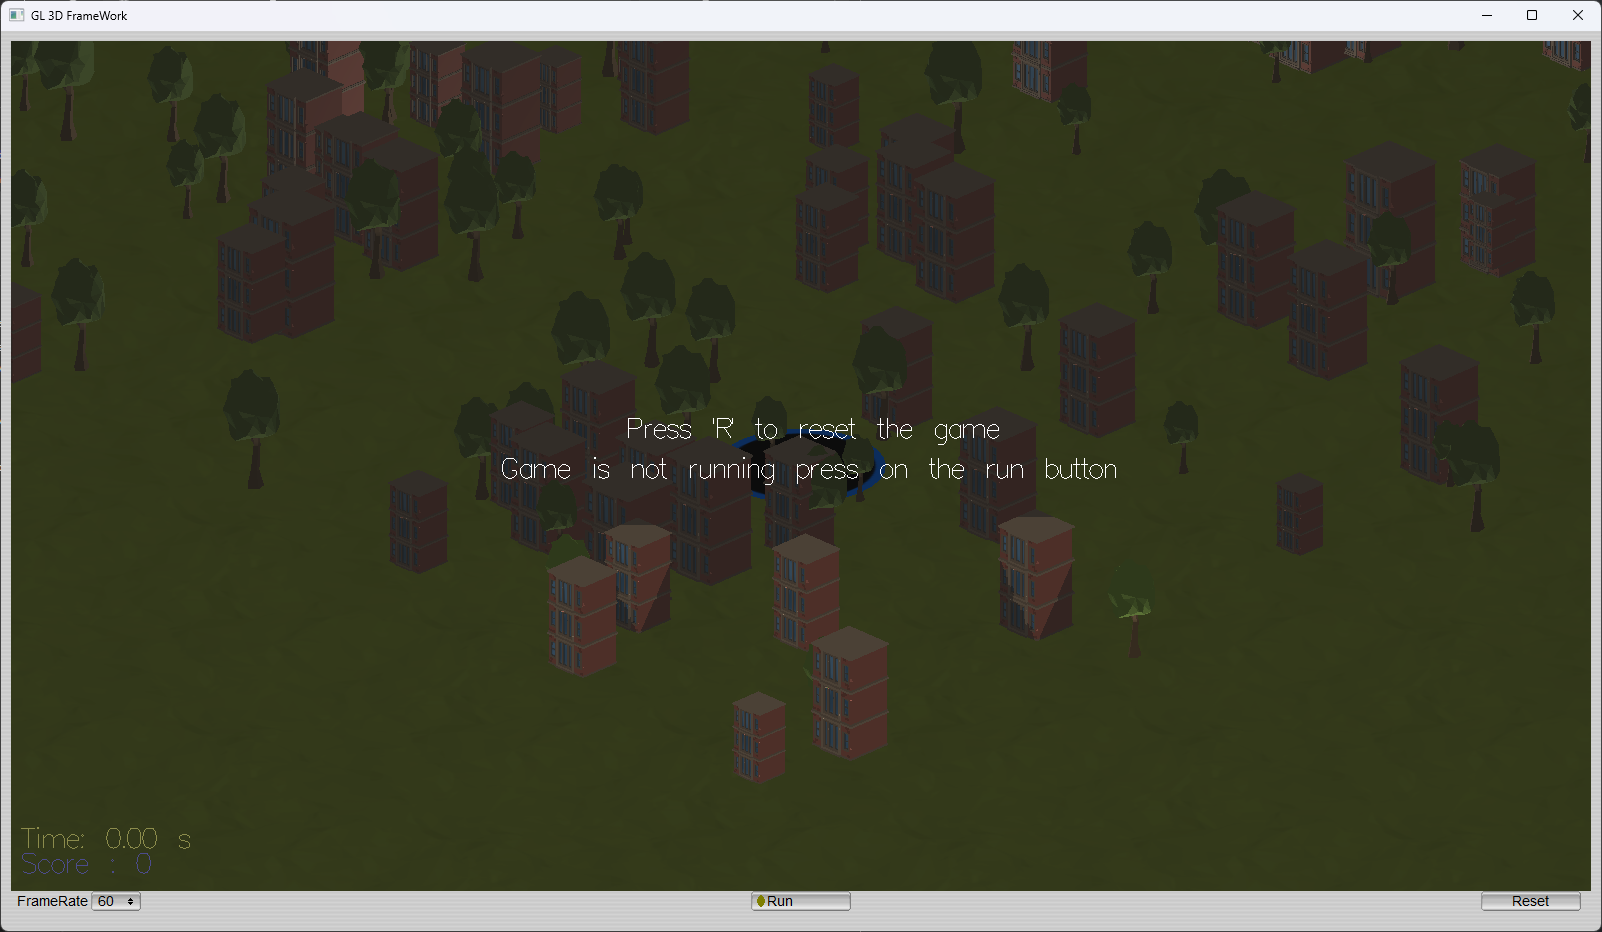 GL 3D FrameWork
Press 'R' to reset the game
Game is not running press on the run button
Time: 0.00 s
Score : 0
FrameRate 60 Run Reset